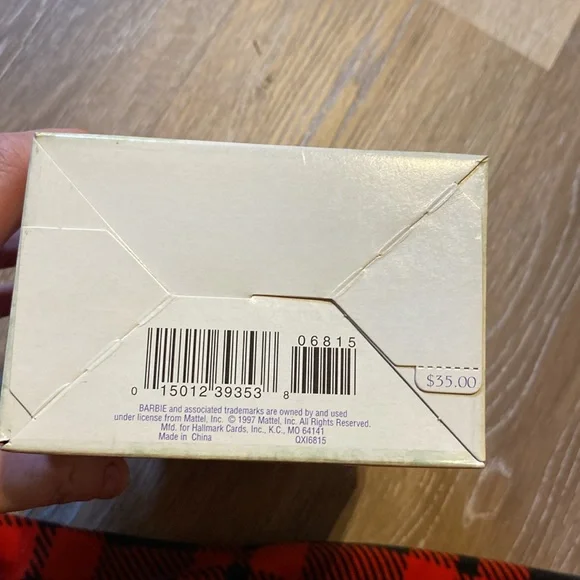 06815
$35.00
0 15012 39353 8
BARBIE and associated trademarks are owned by and used
under license from Mattel, Inc. © 1997 Mattel, Inc. All Rights Reserved.
Mfd. for Hallmark Cards, Inc., K.C., MO 64141
Made in China QXI6815